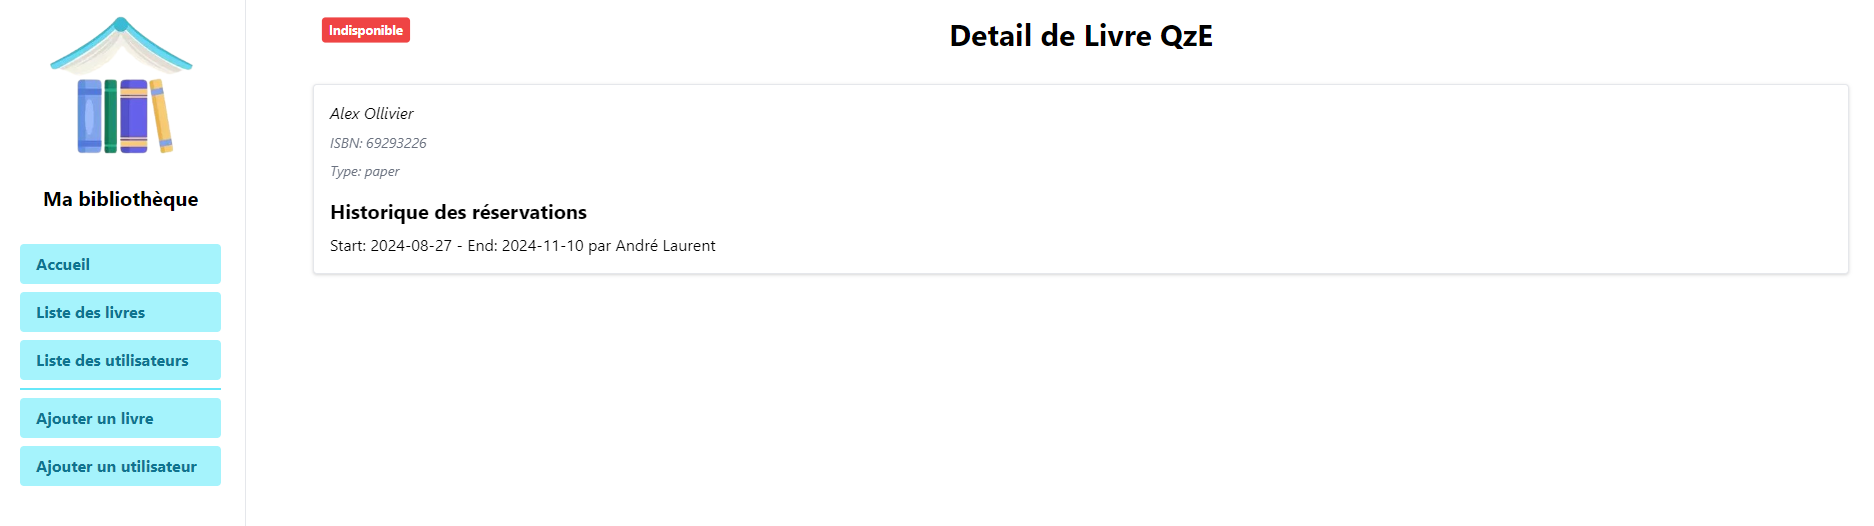 Ma bibliothèque
Accueil
Liste des livres
Liste des utilisateurs
Ajouter un livre
Ajouter un utilisateur
Indisponible
Detail de Livre QzE
Alex Ollivier
ISBN: 69293226
Type: paper
Historique des réservations
Start: 2024-08-27 - End: 2024-11-10 par André Laurent